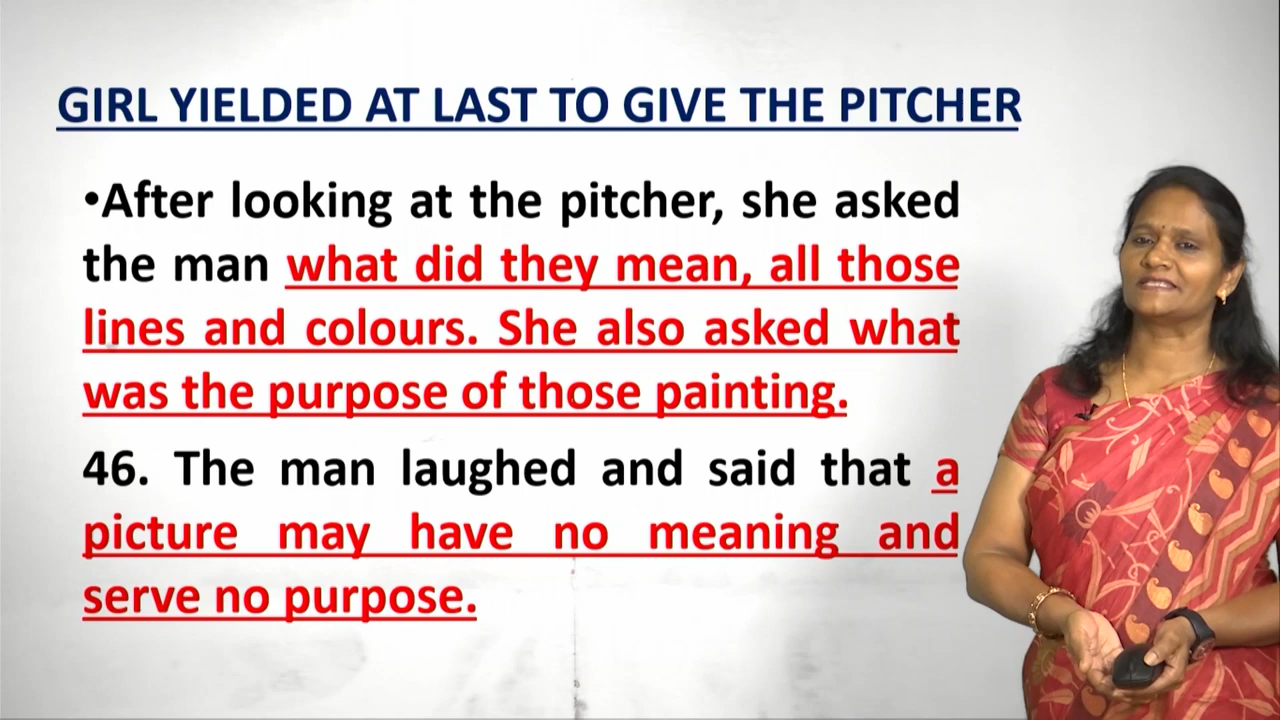 GIRL YIELDED AT LAST TO GIVE THE PITCHER
•After looking at the pitcher, she asked
the man what did they mean, all those
lines and colours. She also asked what
was the purpose of those painting.
46. The man laughed and said that a
picture may have no meaning and
serve no purpose.